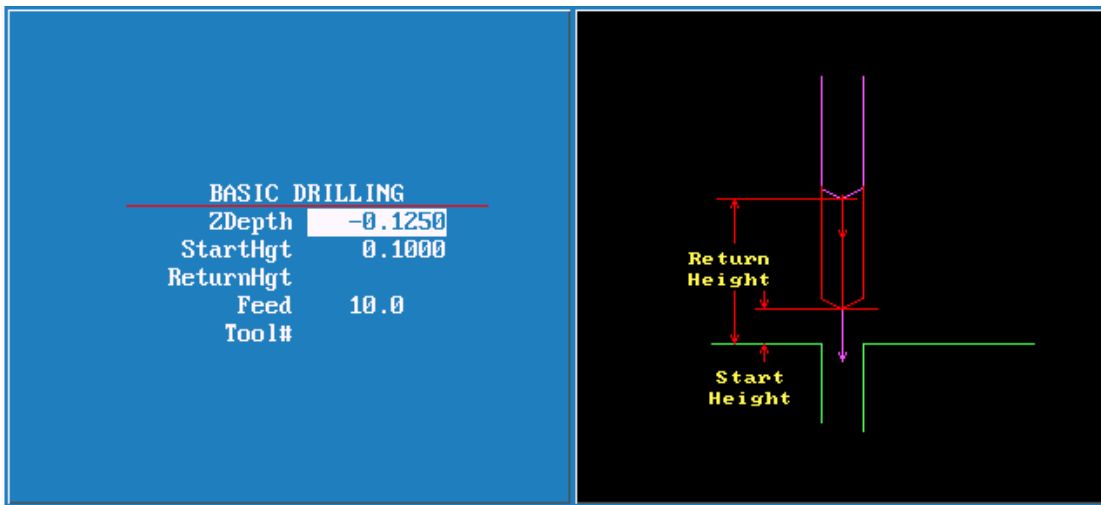 BASIC DRILLING
ZDepth -0.1250
StartHgt 0.1000
ReturnHgt
Feed 10.0
Tool#
Return
Height
Start
Height